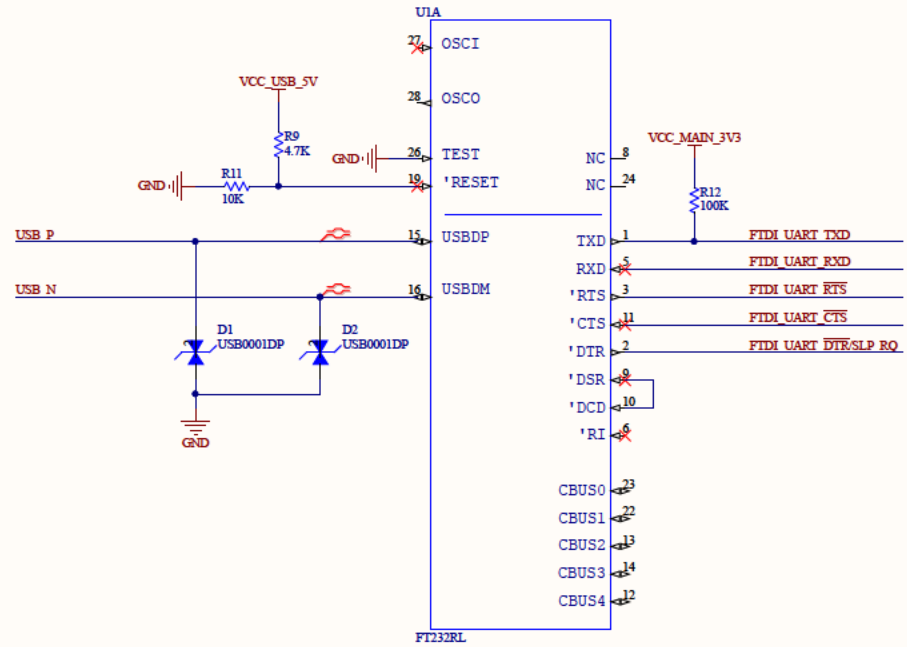 U1A
27
OSCI
VCC_USB_5V
28
OSCO
R9
4.7K
VCC_MAIN_3V3
GND
26
TEST
NC
8
R11
GND
10K
19
'RESET
NC
24
R12
100K
USB_P
15
USBDP
TXD
1
FTDI_UART_TXD
RXD
5
FTDI_UART_RXD
USB_N
16
USBDM
'RTS
3
FTDI_UART_RTS
'CTS
11
FTDI_UART_CTS
D1
USB0001DP
D2
USB0001DP
'DTR
2
FTDI_UART_DTR/SLP_RQ
'DSR
9
'DCD
10
GND
'RI
6
CBUS0
23
CBUS1
22
CBUS2
13
CBUS3
14
CBUS4
12
FT232RL